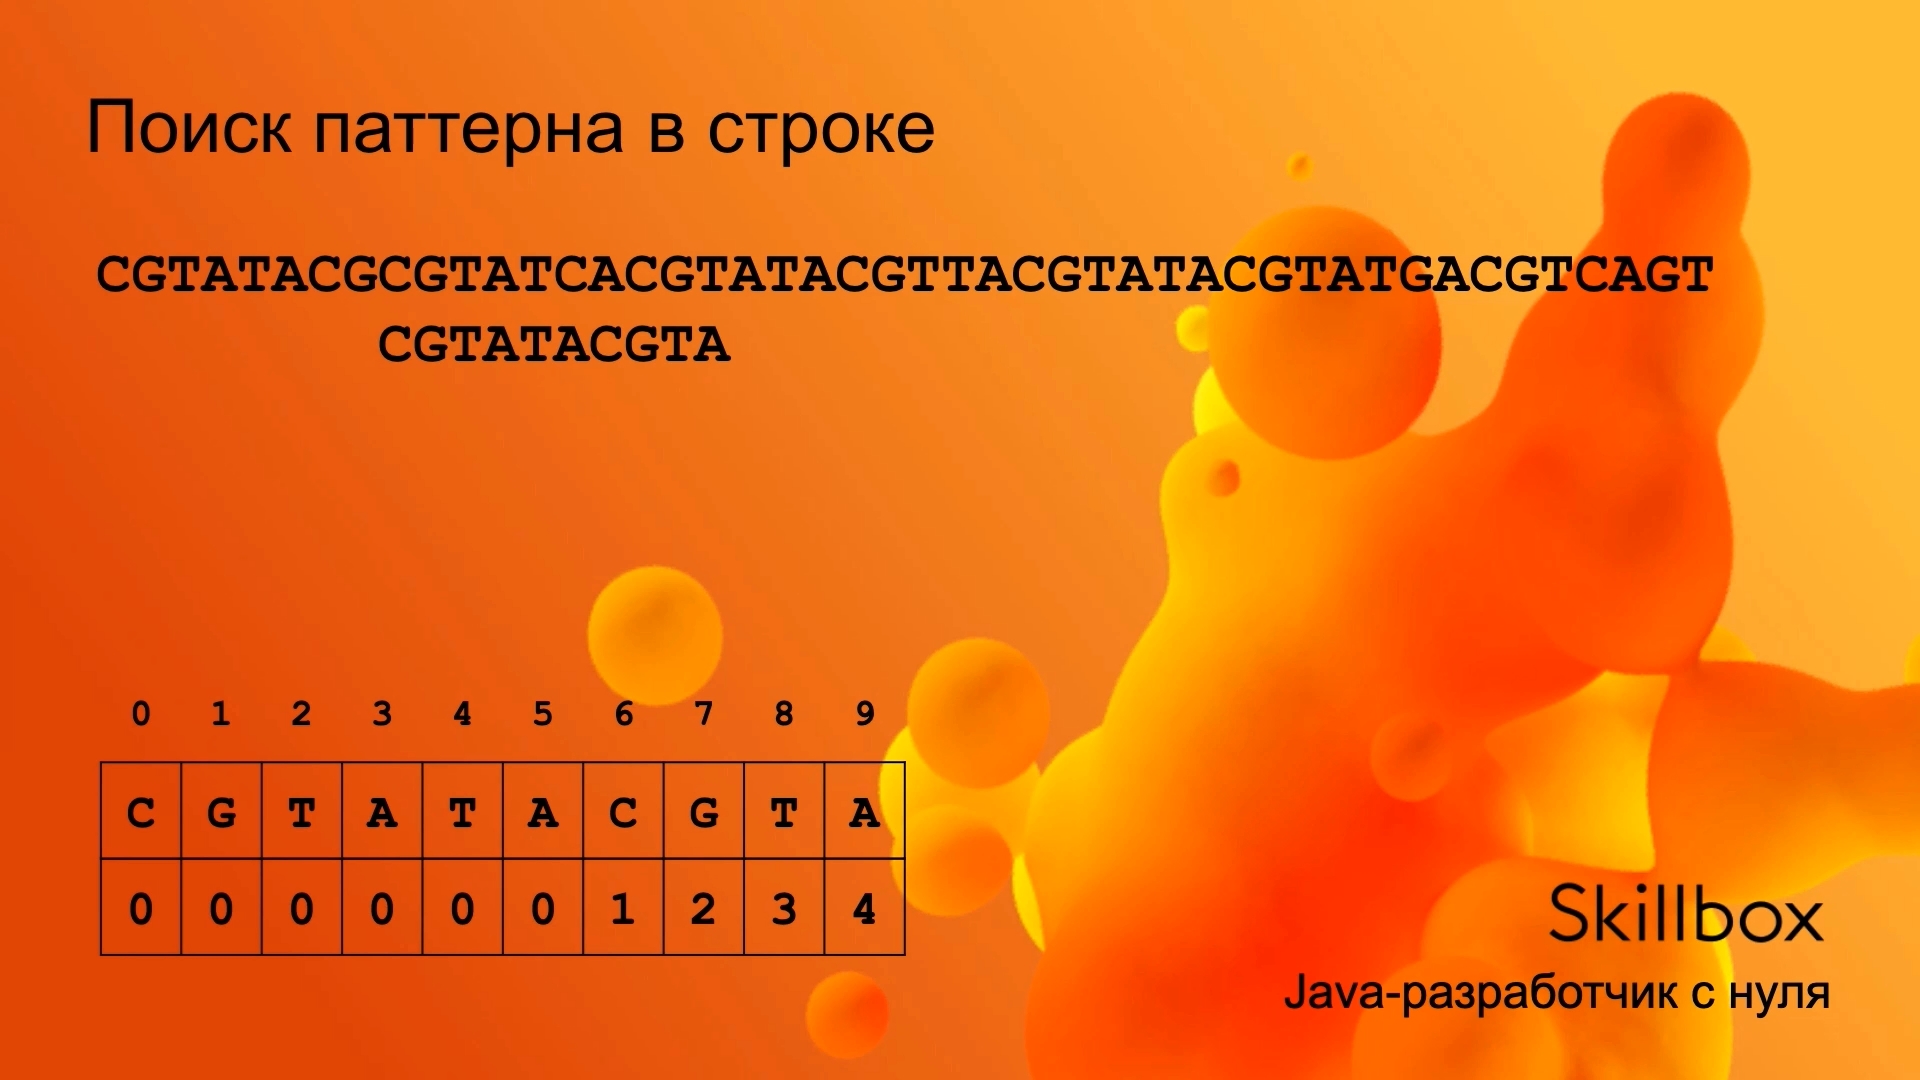 Поиск паттерна в строке
CGTATACGCGTATCACGTATACGTTACGTATACGTATGACGTCAGT
CGTATACGTA
0 1 2 3 4 5 6 7 8 9
C G T A T A C G T A
0 0 0 0 0 0 1 2 3 4
Skillbox
Java-разработчик с нуля